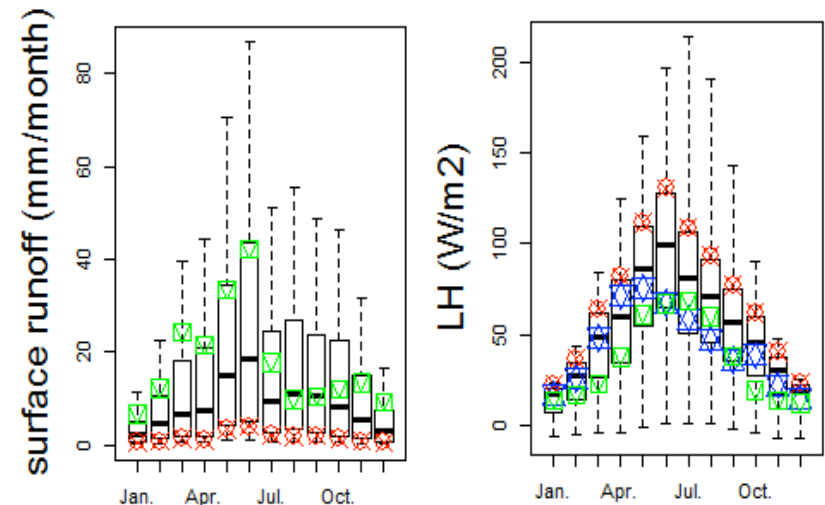 surface runoff (mm/month)
80
60
40
20
0
Jan. Apr. Jul. Oct.
LH (W/m2)
200
150
100
50
0
Jan. Apr. Jul. Oct.